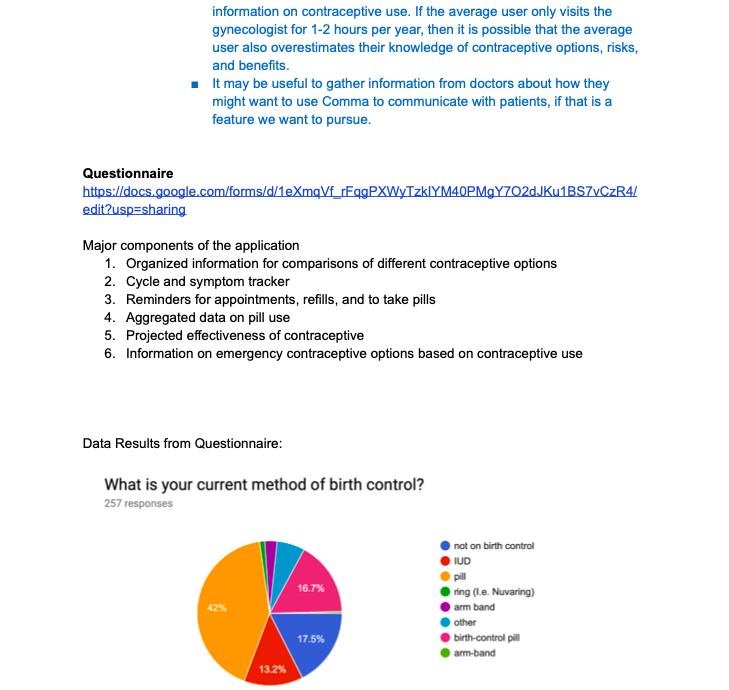 information on contraceptive use. If the average user only visits the
gynecologist for 1-2 hours per year, then it is possible that the average
user also overestimates their knowledge of contraceptive options, risks,
and benefits.
■ It may be useful to gather information from doctors about how they
might want to use Comma to communicate with patients, if that is a
feature we want to pursue.
Questionnaire
https://docs.google.com/forms/d/1eXmqVf_rFqgPXWyTzkIYM40PMgY7O2dJKu1BS7vCzR4/
edit?usp=sharing
Major components of the application
1. Organized information for comparisons of different contraceptive options
2. Cycle and symptom tracker
3. Reminders for appointments, refills, and to take pills
4. Aggregated data on pill use
5. Projected effectiveness of contraceptive
6. Information on emergency contraceptive options based on contraceptive use
Data Results from Questionnaire:
What is your current method of birth control?
257 responses
not on birth control
IUD
pill
ring (I.e. Nuvaring)
arm band
other
birth-control pill
arm-band
16.7%
42%
17.5%
13.2%